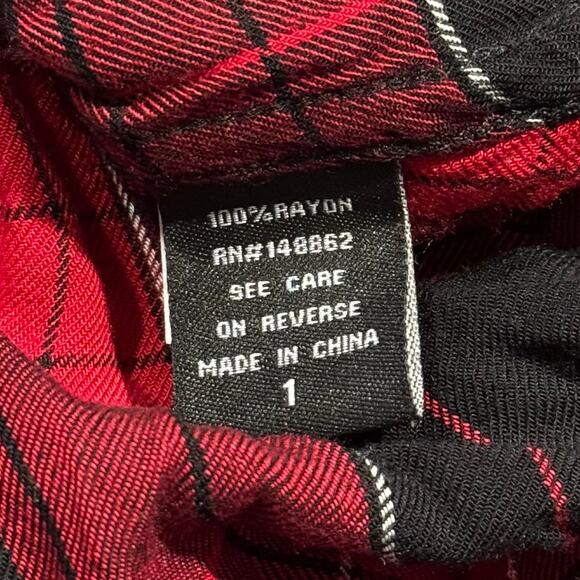 100%RAYON
RN#148862
SEE CARE
ON REVERSE
MADE IN CHINA
1